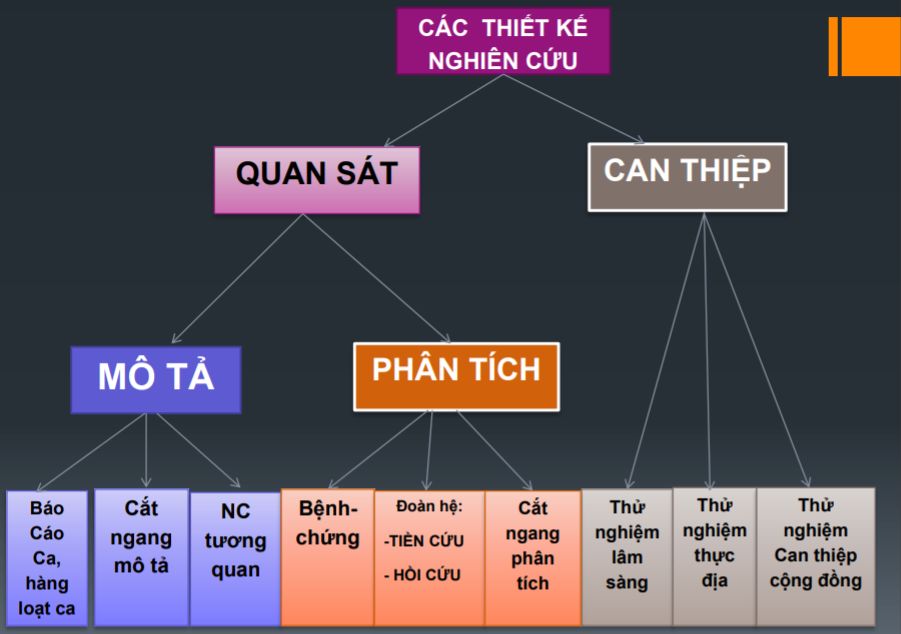 CÁC THIẾT KẾ
NGHIÊN CỨU
QUAN SÁT
CAN THIỆP
MÔ TẢ
PHÂN TÍCH
Báo
Cáo
Ca,
hàng
loạt ca
Cắt
ngang
mô tả
NC
tương
quan
Bệnh-
chứng
Đoàn hệ:
-TIỀN CỨU
- HỒI CỨU
Cắt
ngang
phân
tích
Thử
nghiệm
lâm
sàng
Thử
nghiệm
thực
địa
Thử
nghiệm
Can thiệp
cộng đồng